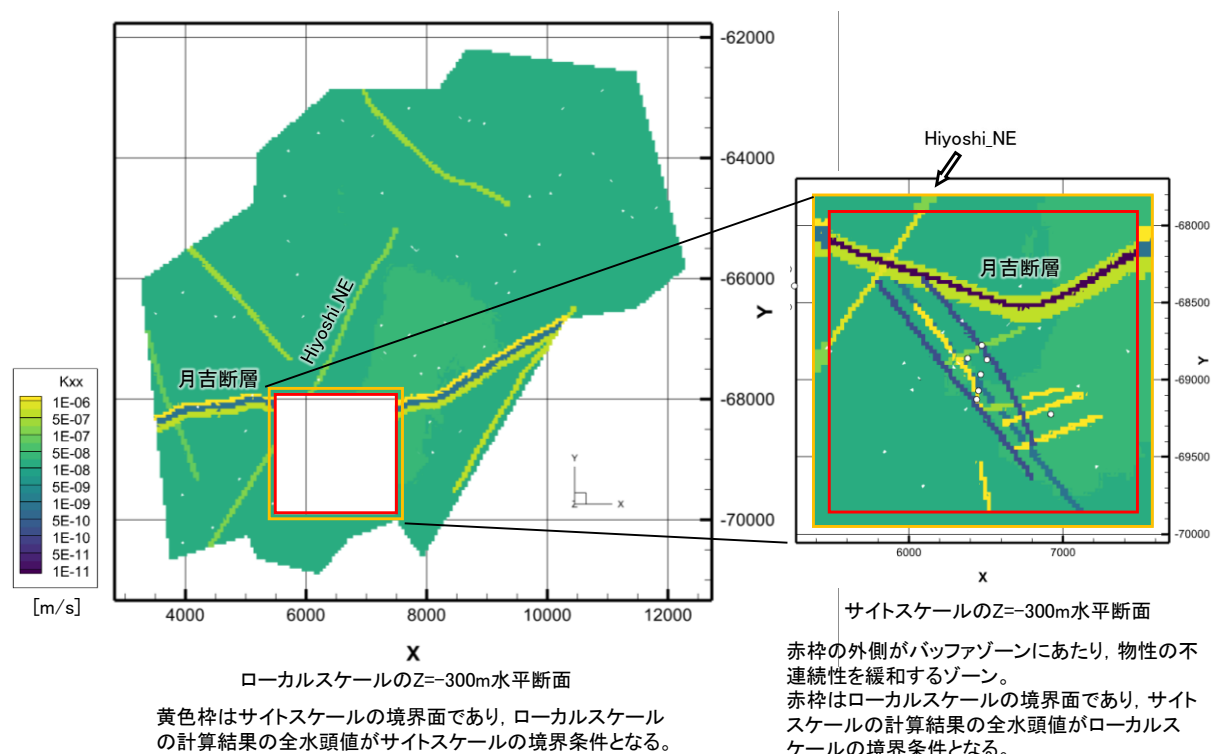 -62000
-64000
-66000
-68000
-70000
Y
4000
6000
8000
10000
12000
X
Hiyoshi_NE
月吉断層
Y
Z
X
Kxx
1E-06
5E-07
1E-07
5E-08
1E-08
5E-09
1E-09
5E-10
1E-10
5E-11
1E-11
[m/s]
ローカルスケールのZ=-300m水平断面
黄色枠はサイトスケールの境界面であり，ローカルスケール
の計算結果の全水頭値がサイトスケールの境界条件となる。
Hiyoshi_NE
月吉断層
-68000
-68500
-69000
-69500
-70000
Y
6000
7000
X
サイトスケールのZ=-300m水平断面
赤枠の外側がバッファゾーンにあたり，物性の不
連続性を緩和するゾーン。
赤枠はローカルスケールの境界面であり，サイト
スケールの計算結果の全水頭値がローカルス
ケールの境界条件となる。